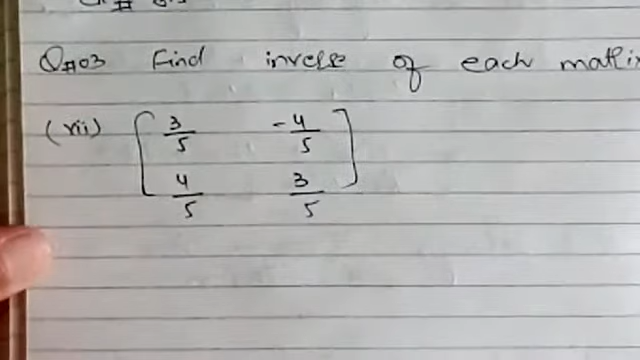 Q#03 Find inverse of each matrix
(vii) [ 3/5 -4/5
4/5 3/5 ]